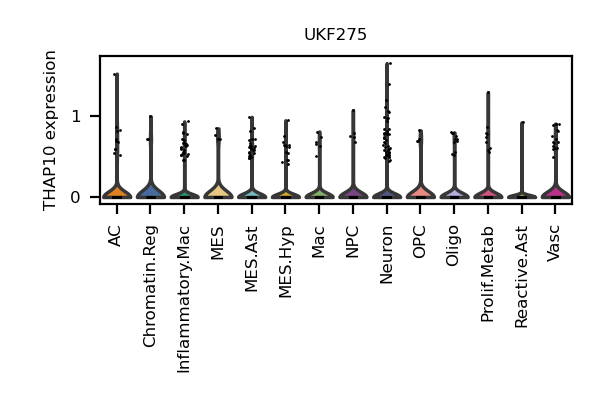 UKF275
THAP10 expression
1
0
AC
Chromatin.Reg
Inflammatory.Mac
MES
MES.Ast
MES.Hyp
Mac
NPC
Neuron
OPC
Oligo
Prolif.Metab
Reactive.Ast
Vasc